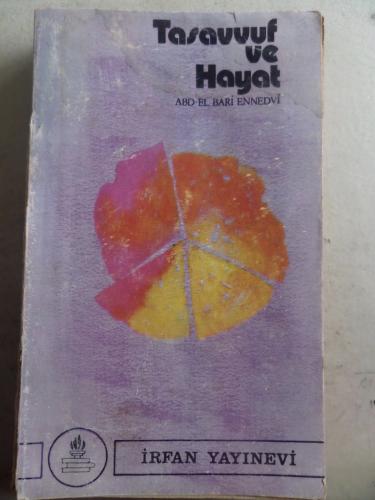 Tasavvuf
ve
Hayat
ABD-EL BARİ ENNEDVİ
İRFAN YAYINEVİ